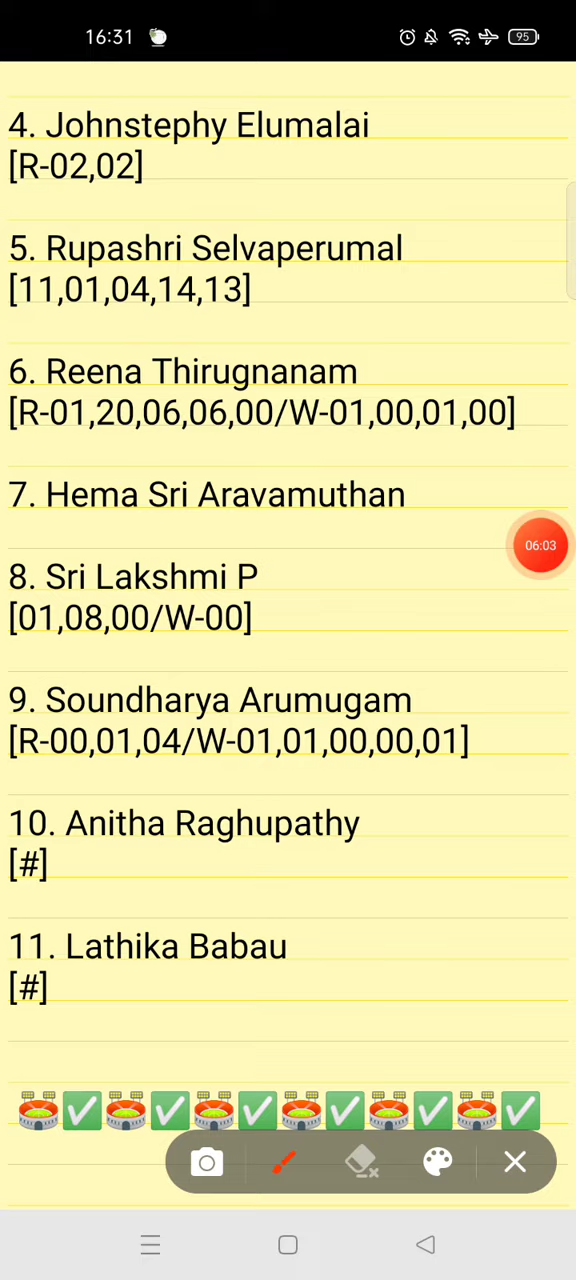 16:31
95
4. Johnstephy Elumalai
[R-02,02]
5. Rupashri Selvaperumal
[11,01,04,14,13]
6. Reena Thirugnanam
[R-01,20,06,06,00/W-01,00,01,00]
7. Hema Sri Aravamuthan
06:03
8. Sri Lakshmi P
[01,08,00/W-00]
9. Soundharya Arumugam
[R-00,01,04/W-01,01,00,00,01]
10. Anitha Raghupathy
[#]
11. Lathika Babau
[#]